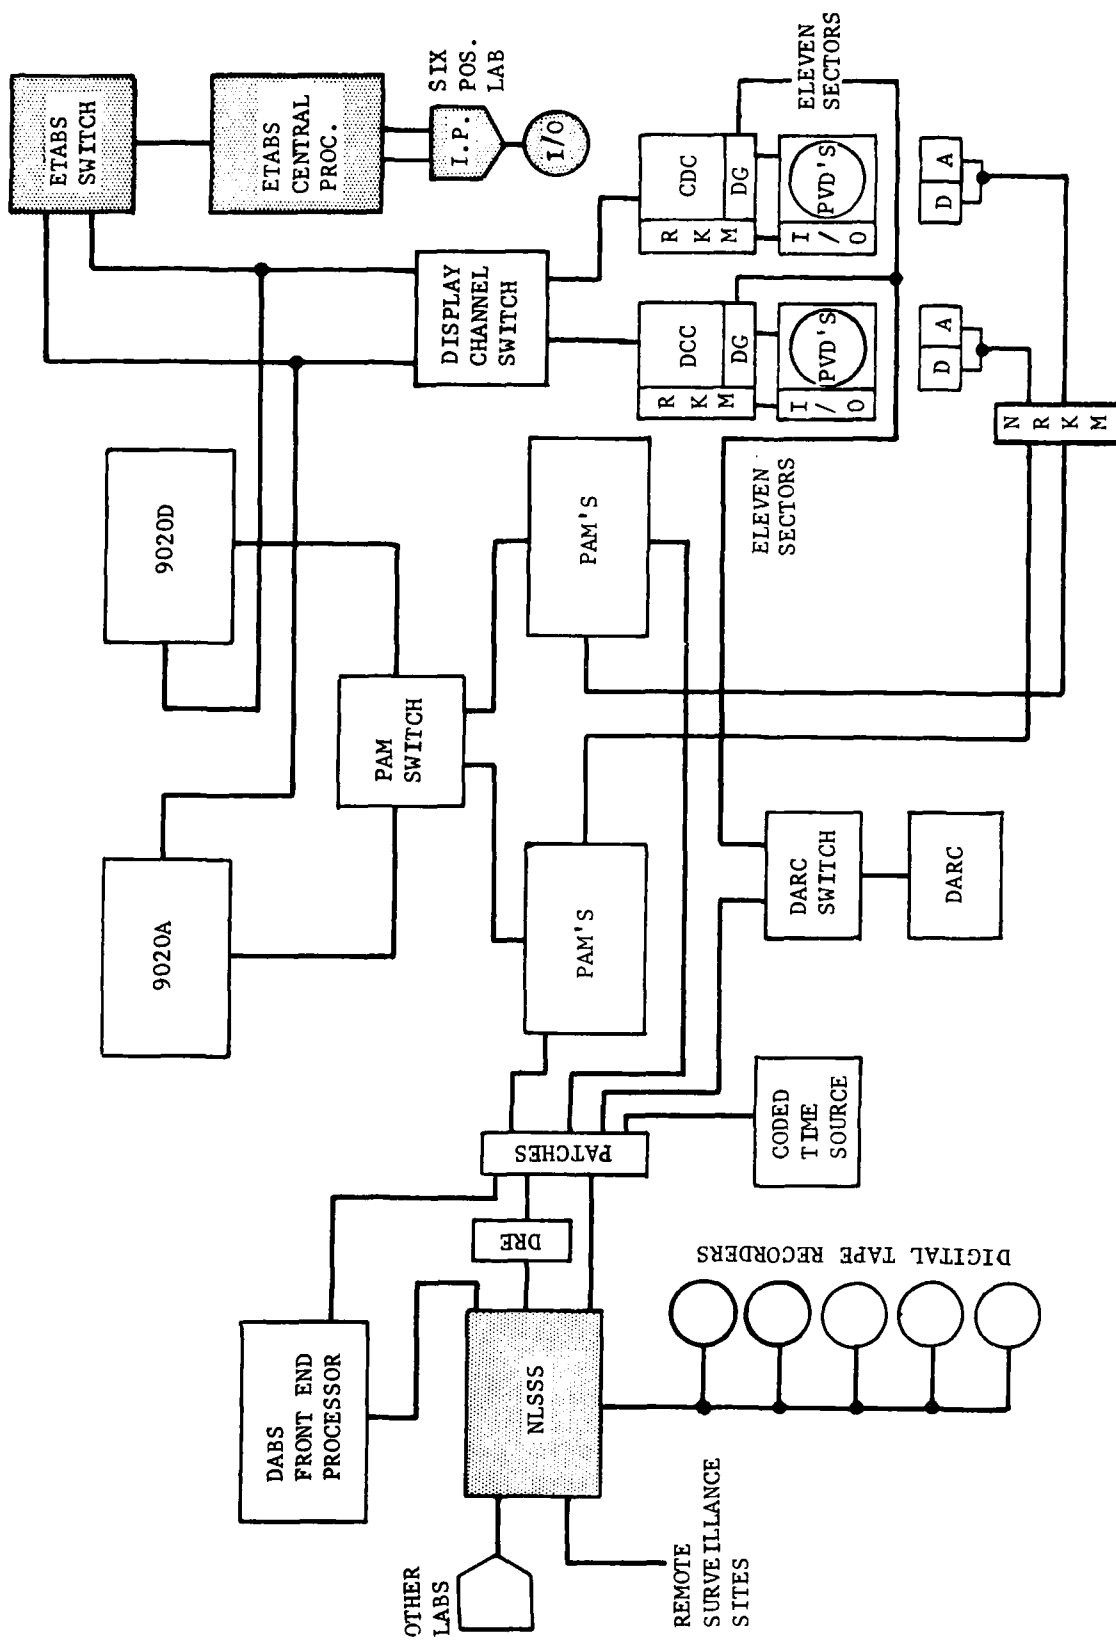 DABS
FRONT END
PROCESSOR
OTHER
LABS
NLSSS
REMOTE
SURVEILLANCE
SITES
DIGITAL TAPE RECORDERS
DRE
PATCHES
CODED
TIME
SOURCE
9020A
9020D
PAM
SWITCH
PAM'S
PAM'S
DARC
SWITCH
DARC
ETABS
SWITCH
ETABS
CENTRAL
PROC.
I.P.
I/O
SIX
POS.
LAB
DISPLAY
CHANNEL
SWITCH
R
K
M
DCC
DG
I
/
O
PVD'S
ELEVEN
SECTORS
R
K
M
CDC
DG
I
/
O
PVD'S
ELEVEN
SECTORS
D A
D A
N
R
K
M